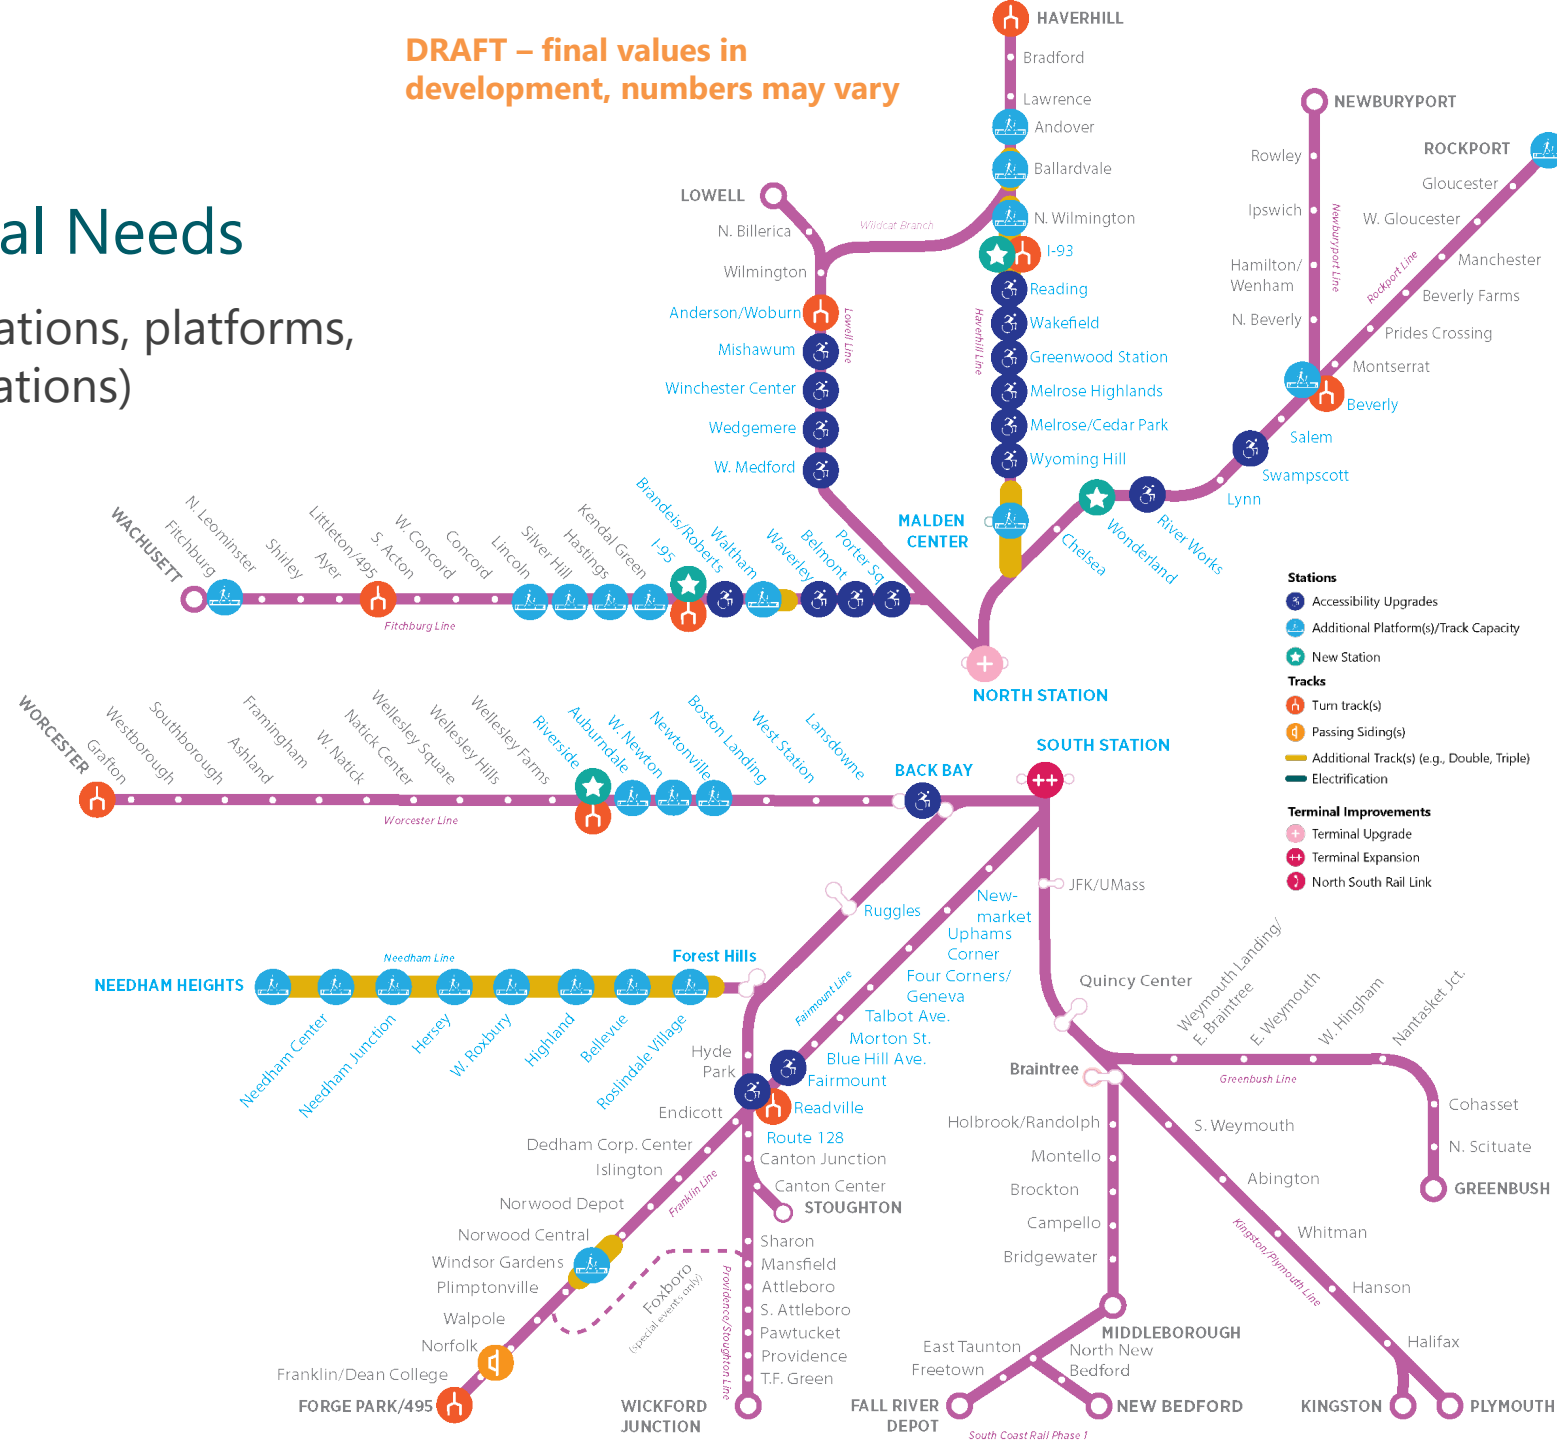 DRAFT – final values in
development, numbers may vary
al Needs
ations, platforms,
ations)
HAVERHILL
Bradford
Lawrence
Andover
Ballardvale
N. Wilmington
I-93
Reading
Wakefield
Greenwood Station
Melrose Highlands
Melrose/Cedar Park
Wyoming Hill
MALDEN
CENTER
Haverhill Line
Wildcat Branch
LOWELL
N. Billerica
Wilmington
Anderson/Woburn
Mishawum
Winchester Center
Wedgemere
W. Medford
Lowell Line
NEWBURYPORT
Rowley
Ipswich
Hamilton/
Wenham
N. Beverly
Newburyport Line
ROCKPORT
Gloucester
W. Gloucester
Manchester
Beverly Farms
Prides Crossing
Montserrat
Rockport Line
Beverly
Salem
Swampscott
Lynn
River Works
Wonderland
Chelsea
WACHUSETT
Fitchburg
N. Leominster
Shirley
Ayer
Littleton/495
S. Acton
W. Concord
Concord
Lincoln
Silver Hill
Hastings
Kendal Green
I-95
Brandeis/Roberts
Waltham
Waverley
Belmont
Porter Sq.
Fitchburg Line
NORTH STATION
Stations
Accessibility Upgrades
Additional Platform(s)/Track Capacity
New Station
Tracks
Turn track(s)
Passing Siding(s)
Additional Track(s) (e.g., Double, Triple)
Electrification
Terminal Improvements
Terminal Upgrade
Terminal Expansion
North South Rail Link
WORCESTER
Grafton
Westborough
Southborough
Ashland
Framingham
W. Natick
Natick Center
Wellesley Square
Wellesley Hills
Wellesley Farms
Riverside
Auburndale
W. Newton
Newtonville
Boston Landing
West Station
Lansdowne
Worcester Line
BACK BAY
SOUTH STATION
JFK/UMass
Quincy Center
Braintree
Ruggles
Forest Hills
NEEDHAM HEIGHTS
Needham Line
Needham Center
Needham Junction
Hersey
W. Roxbury
Highland
Bellevue
Roslindale Village
New-
market
Uphams
Corner
Four Corners/
Geneva
Talbot Ave.
Morton St.
Blue Hill Ave.
Fairmount
Readville
Fairmount Line
Hyde
Park
Route 128
Canton Junction
Canton Center
STOUGHTON
Sharon
Mansfield
Attleboro
S. Attleboro
Pawtucket
Providence
T.F. Green
WICKFORD
JUNCTION
Providence/Stoughton Line
Endicott
Dedham Corp. Center
Islington
Norwood Depot
Norwood Central
Windsor Gardens
Plimptonville
Walpole
Norfolk
Franklin/Dean College
FORGE PARK/495
Franklin Line
Foxboro
(special events only)
Weymouth Landing/
E. Braintree
E. Weymouth
W. Hingham
Nantasket Jct.
Greenbush Line
Cohasset
N. Scituate
GREENBUSH
Holbrook/Randolph
Montello
Brockton
Campello
Bridgewater
MIDDLEBOROUGH
S. Weymouth
Abington
Whitman
Hanson
Halifax
Kingston/Plymouth Line
KINGSTON
PLYMOUTH
East Taunton
Freetown
North New
Bedford
FALL RIVER
DEPOT
NEW BEDFORD
South Coast Rail Phase 1